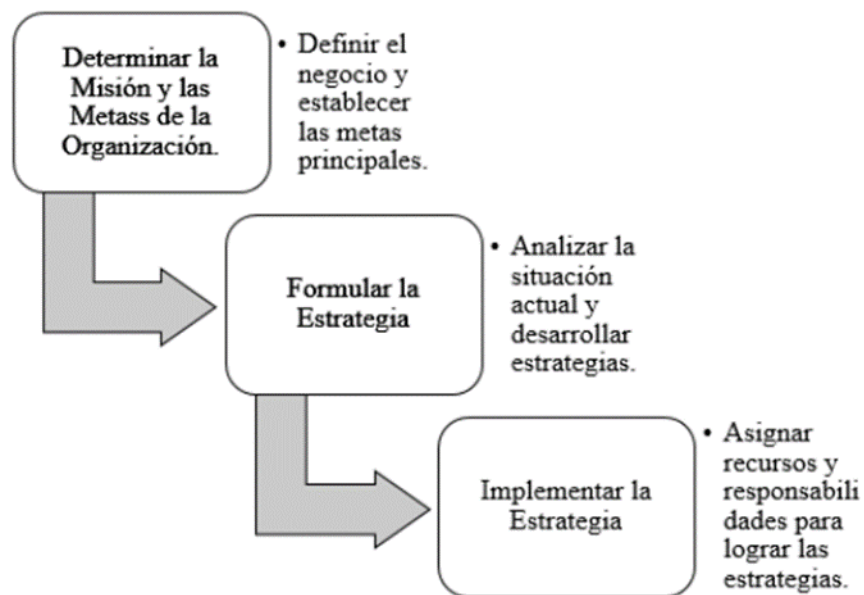 Determinar la
Misión y las
Metass de la
Organización.
• Definir el
negocio y
establecer
las metas
principales.
Formular la
Estrategia
• Analizar la
situación
actual y
desarrollar
estrategias.
Implementar la
Estrategia
• Asignar
recursos y
responsabili
dades para
lograr las
estrategias.